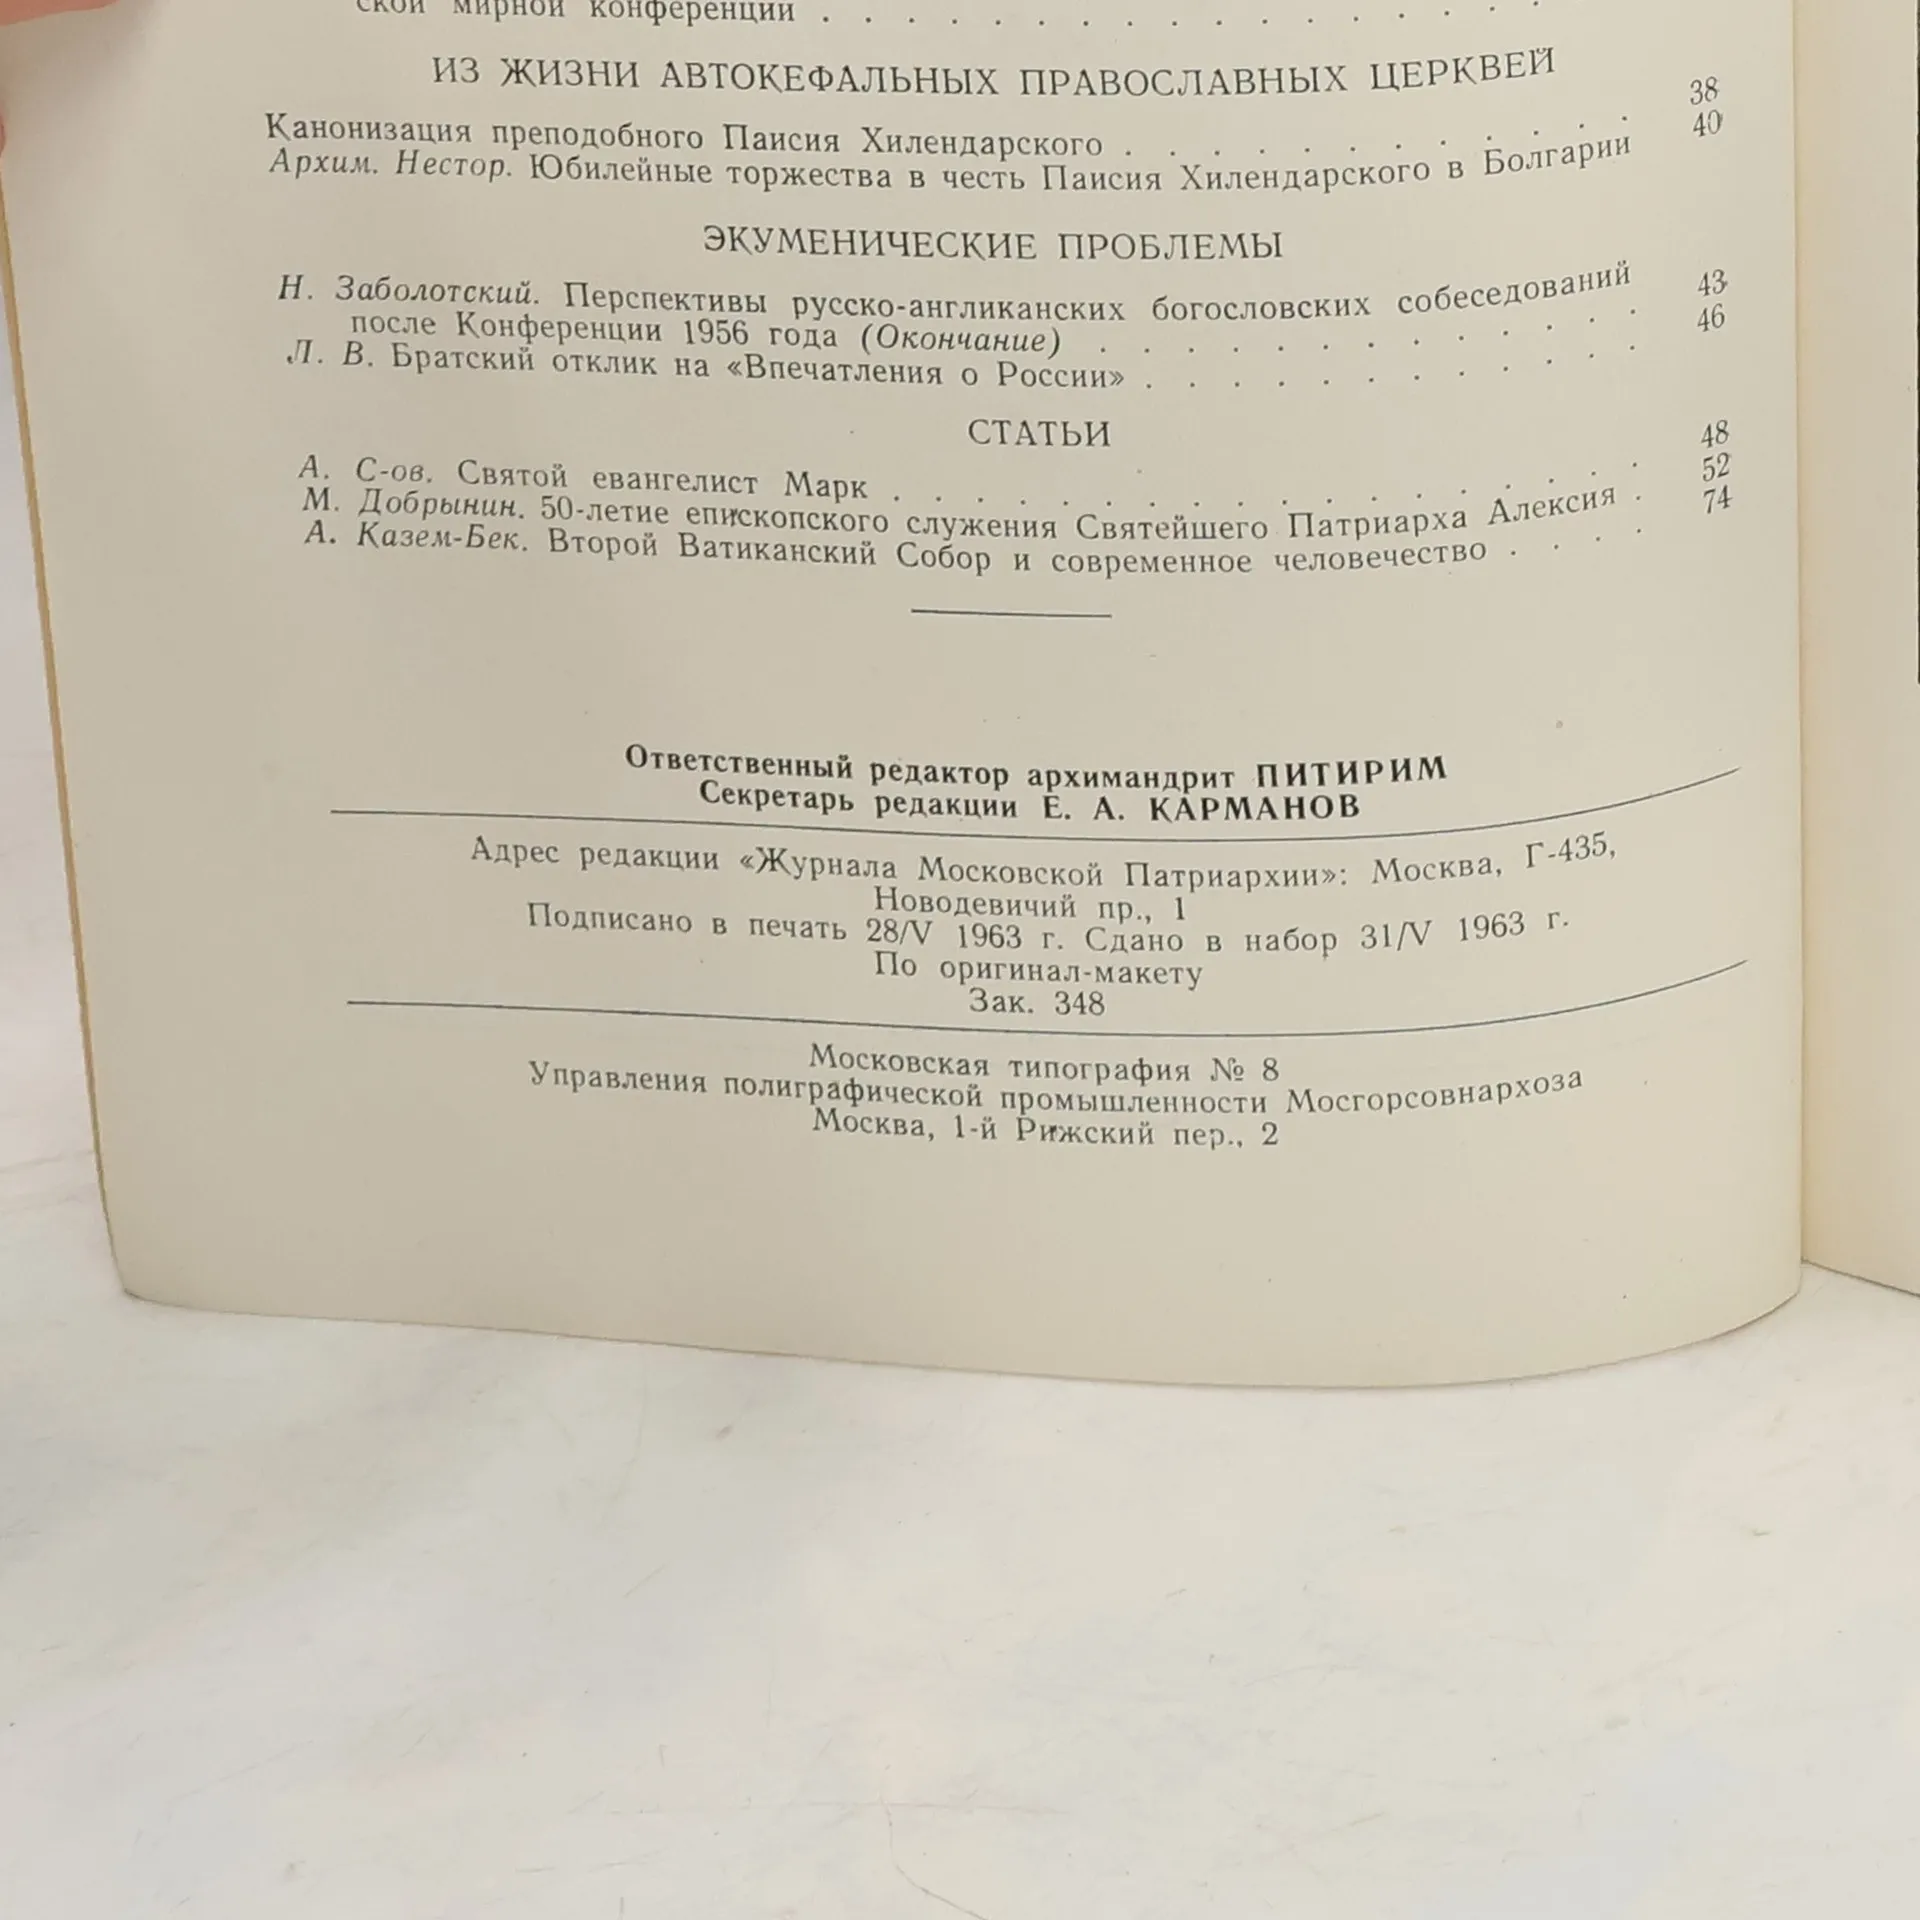 ской мирной конференции . . . . . . . . . . . . . . . . .
ИЗ ЖИЗНИ АВТОКЕФАЛЬНЫХ ПРАВОСЛАВНЫХ ЦЕРКВЕЙ
Канонизация преподобного Паисия Хилендарского . . . . . . . . . . . . 38
Архим. Нестор. Юбилейные торжества в честь Паисия Хилендарского в Болгарии 40
ЭКУМЕНИЧЕСКИЕ ПРОБЛЕМЫ
Н. Заболотский. Перспективы русско-англиканских богословских собеседований
после Конференции 1956 года (Окончание) . . . . . . . . . . . . . 43
Л. В. Братский отклик на «Впечатления о России» . . . . . . . . . . . . 46
СТАТЬИ
А. С-ов. Святой евангелист Марк . . . . . . . . . . . . . . . . . . 48
М. Добрынин. 50-летие епископского служения Святейшего Патриарха Алексия . 52
А. Казем-Бек. Второй Ватиканский Собор и современное человечество . . . . 74
Ответственный редактор архимандрит ПИТИРИМ
Секретарь редакции Е. А. КАРМАНОВ
Адрес редакции «Журнала Московской Патриархии»: Москва, Г-435,
Новодевичий пр., 1
Подписано в печать 28/V 1963 г. Сдано в набор 31/V 1963 г.
По оригинал-макету
Зак. 348
Московская типография № 8
Управления полиграфической промышленности Мосгорсовнархоза
Москва, 1-й Рижский пер., 2